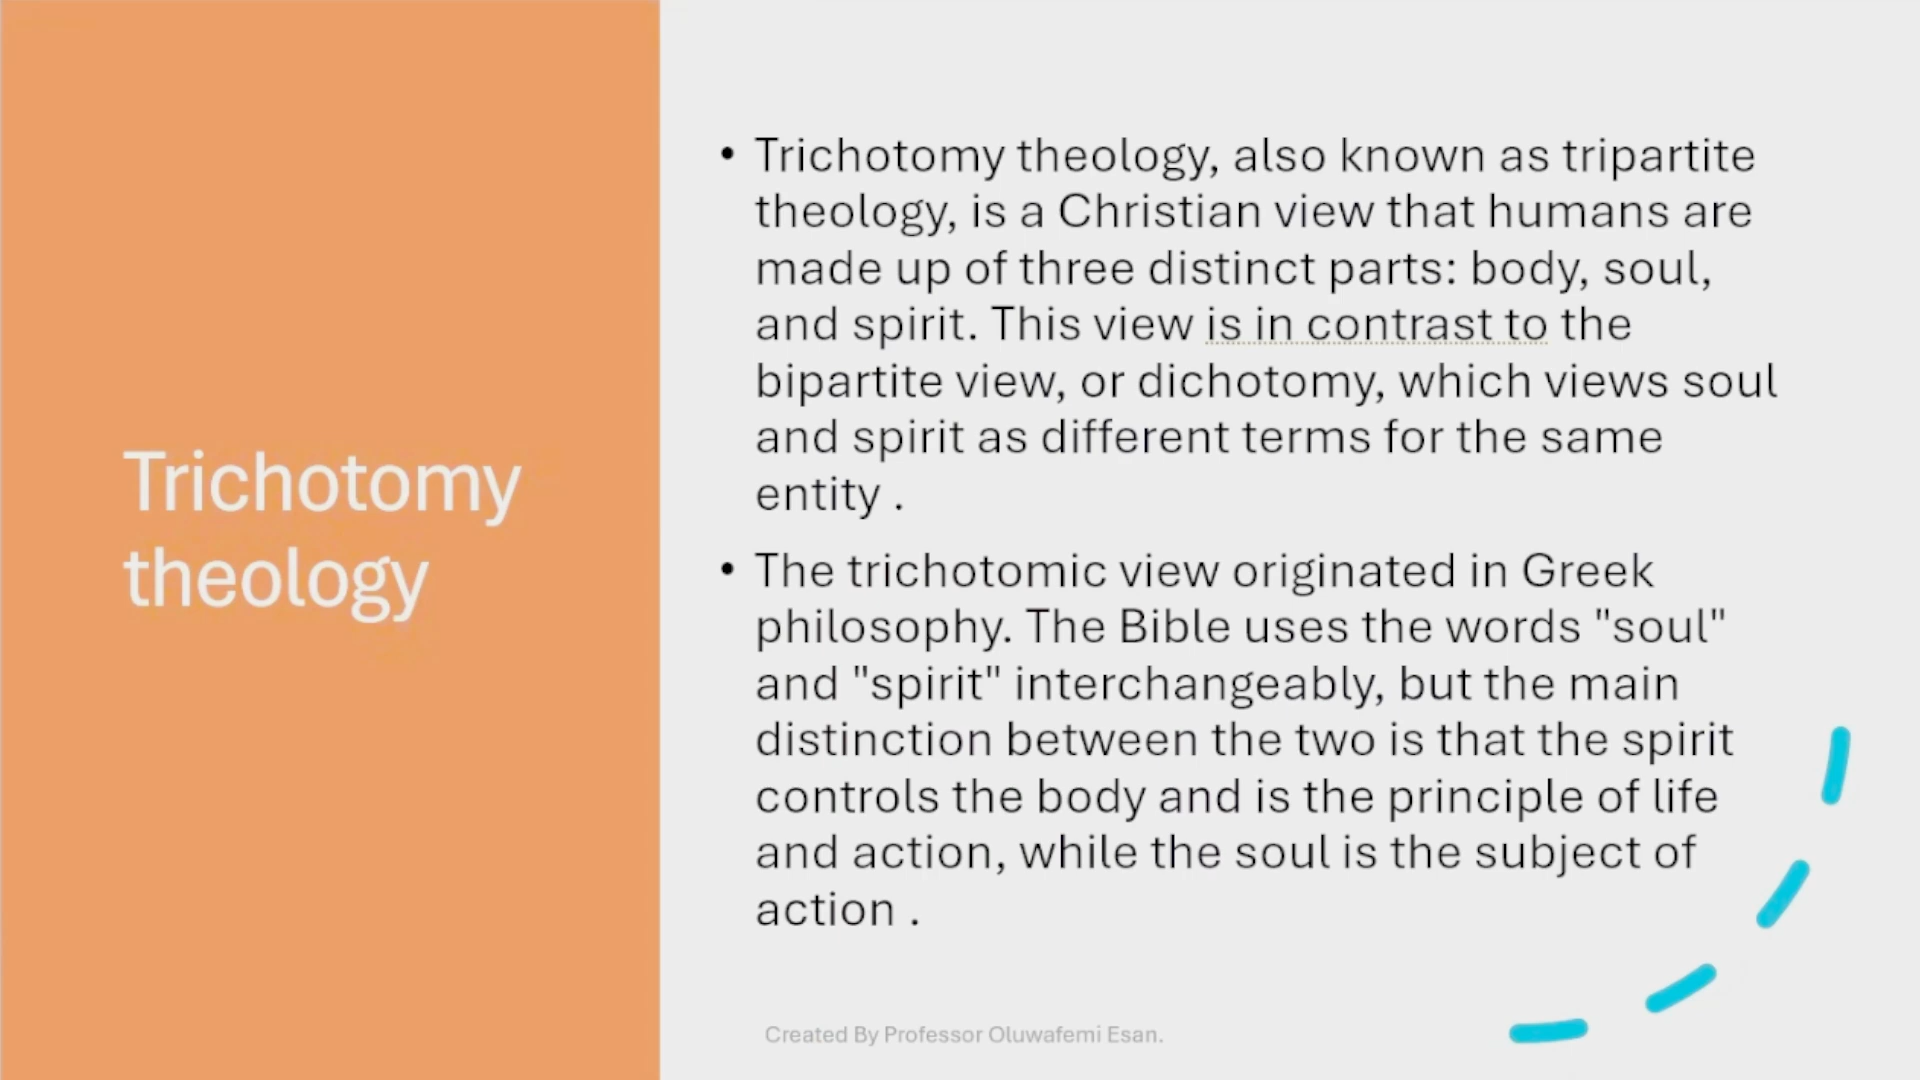 Trichotomy
theology
• Trichotomy theology, also known as tripartite
theology, is a Christian view that humans are
made up of three distinct parts: body, soul,
and spirit. This view is in contrast to the
bipartite view, or dichotomy, which views soul
and spirit as different terms for the same
entity .
• The trichotomic view originated in Greek
philosophy. The Bible uses the words "soul"
and "spirit" interchangeably, but the main
distinction between the two is that the spirit
controls the body and is the principle of life
and action, while the soul is the subject of
action .
Created By Professor Oluwafemi Esan.